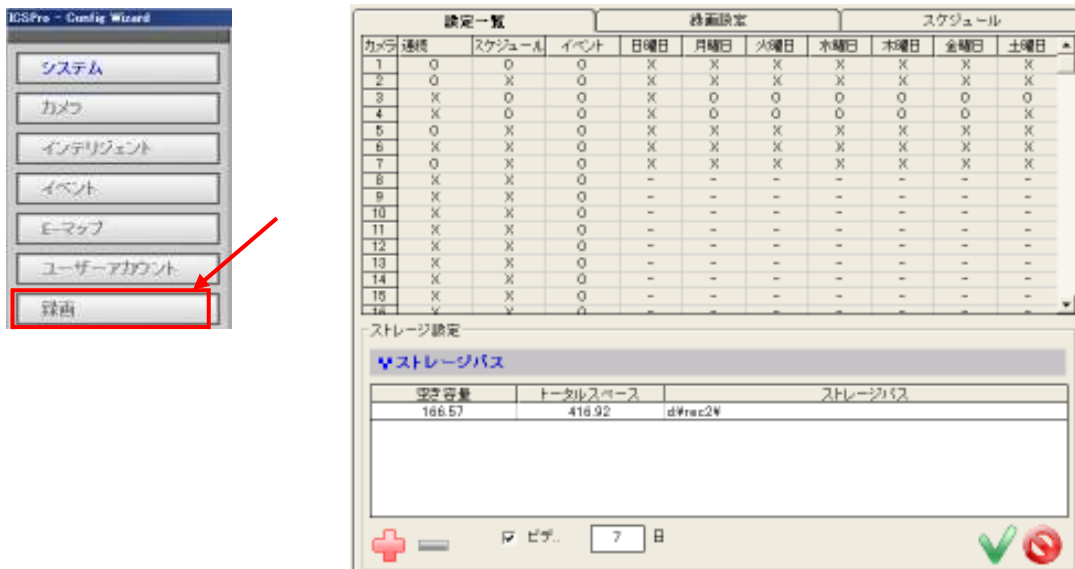 ICSPro - Config Wizard
システム
カメラ
インテリジェント
イベント
E-マップ
ユーザーアカウント
録画
設定一覧 録画設定 スケジュール
カメラ 連続 スケジュール イベント 日曜日 月曜日 火曜日 水曜日 木曜日 金曜日 土曜日
1 O O O X X X X X X X
2 O X O X X X X X X X
3 X O O X O O O O O O
4 X O O X O O O O O X
5 O X O X X X X X X X
6 X X O X X X X X X X
7 O X O X X X X X X X
8 X X O - - - - - - -
9 X X O - - - - - - -
10 X X O - - - - - - -
11 X X O - - - - - - -
12 X X O - - - - - - -
13 X X O - - - - - - -
14 X X O - - - - - - -
15 X X O - - - - - - -
16 X X O - - - - - - -
ストレージ設定
ストレージパス
空き容量 トータルスペース ストレージパス
166.57 416.92 d¥rec2¥
ビデ.. 7 日